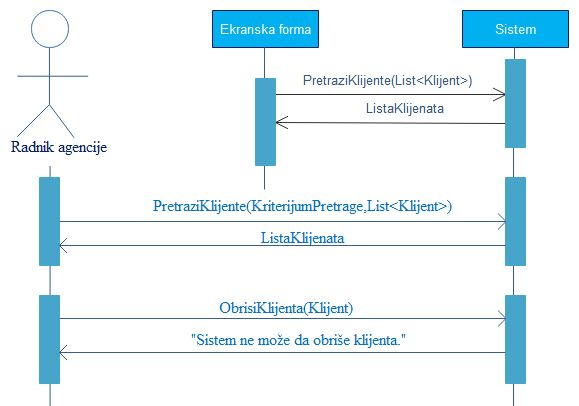 Ekranska forma
Sistem
PretraziKlijente(List<Klijent>)
ListaKlijenata
Radnik agencije
PretraziKlijente(KriterijumPretrage,List<Klijent>)
ListaKlijenata
ObrisiKlijenta(Klijent)
"Sistem ne može da obriše klijenta."